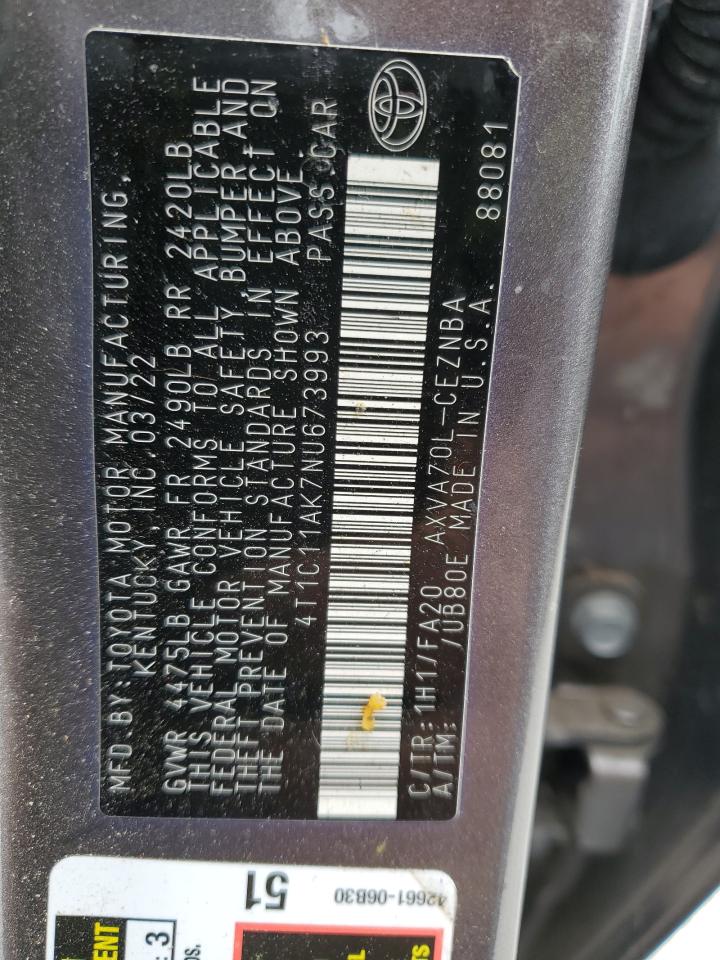 MFD.BY:TOYOTA MOTOR MANUFACTURING.
KENTUCKY INC.03/22
GVWR 4475LB GAWR FR 2490LB RR 2420LB
THIS VEHICLE CONFORMS TO ALL APPLICABLE
FEDERAL MOTOR VEHICLE SAFETY,BUMPER AND
THEFT PREVENTION STANDARDS IN EFFECT ON
THE DATE OF MANUFACTURE SHOWN ABOVE.
4T1C11AK7NU673993 PASS.CAR
C/TR:1H1/FA20 AXVA70L-CEZNBA
A/TM: /UB80E MADE IN U.S.A. 88081
51
42661-06B30
3